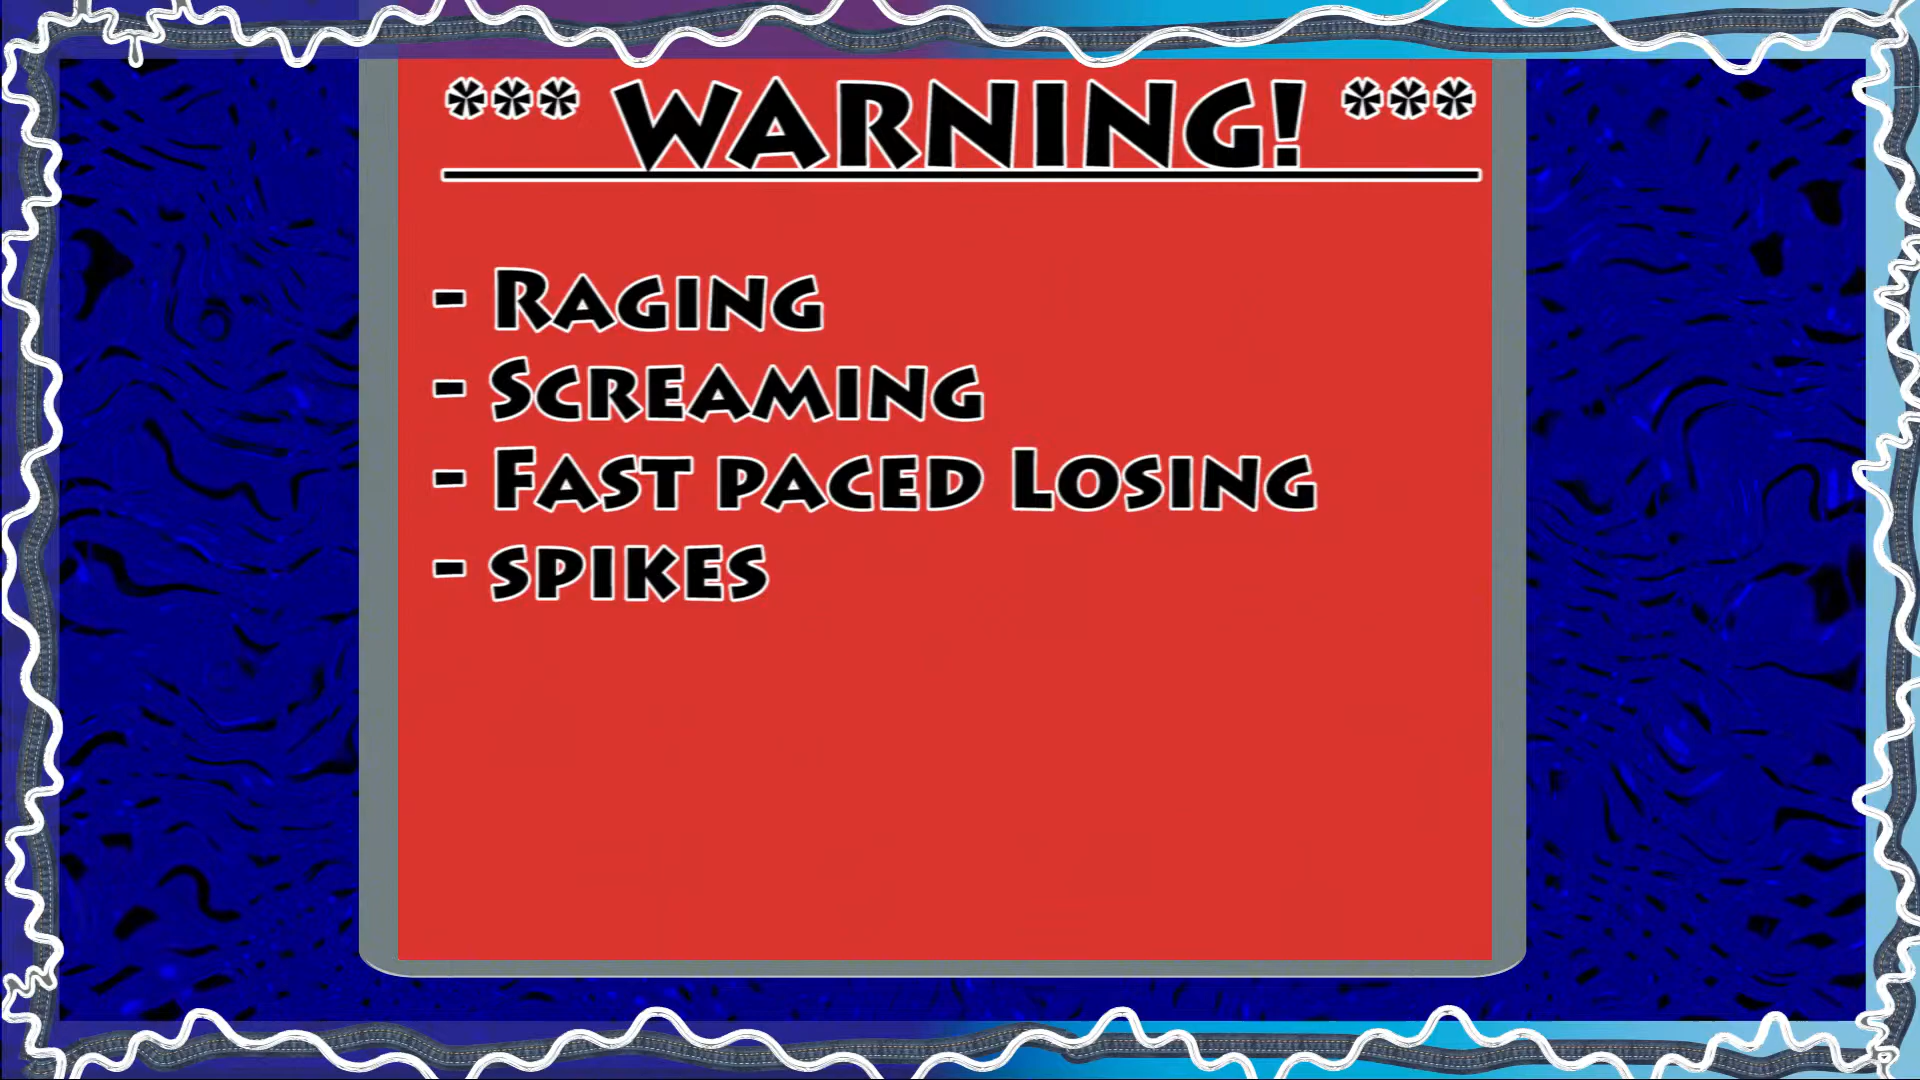 *** WARNING! ***
- Raging
- Screaming
- Fast paced Losing
- spikes